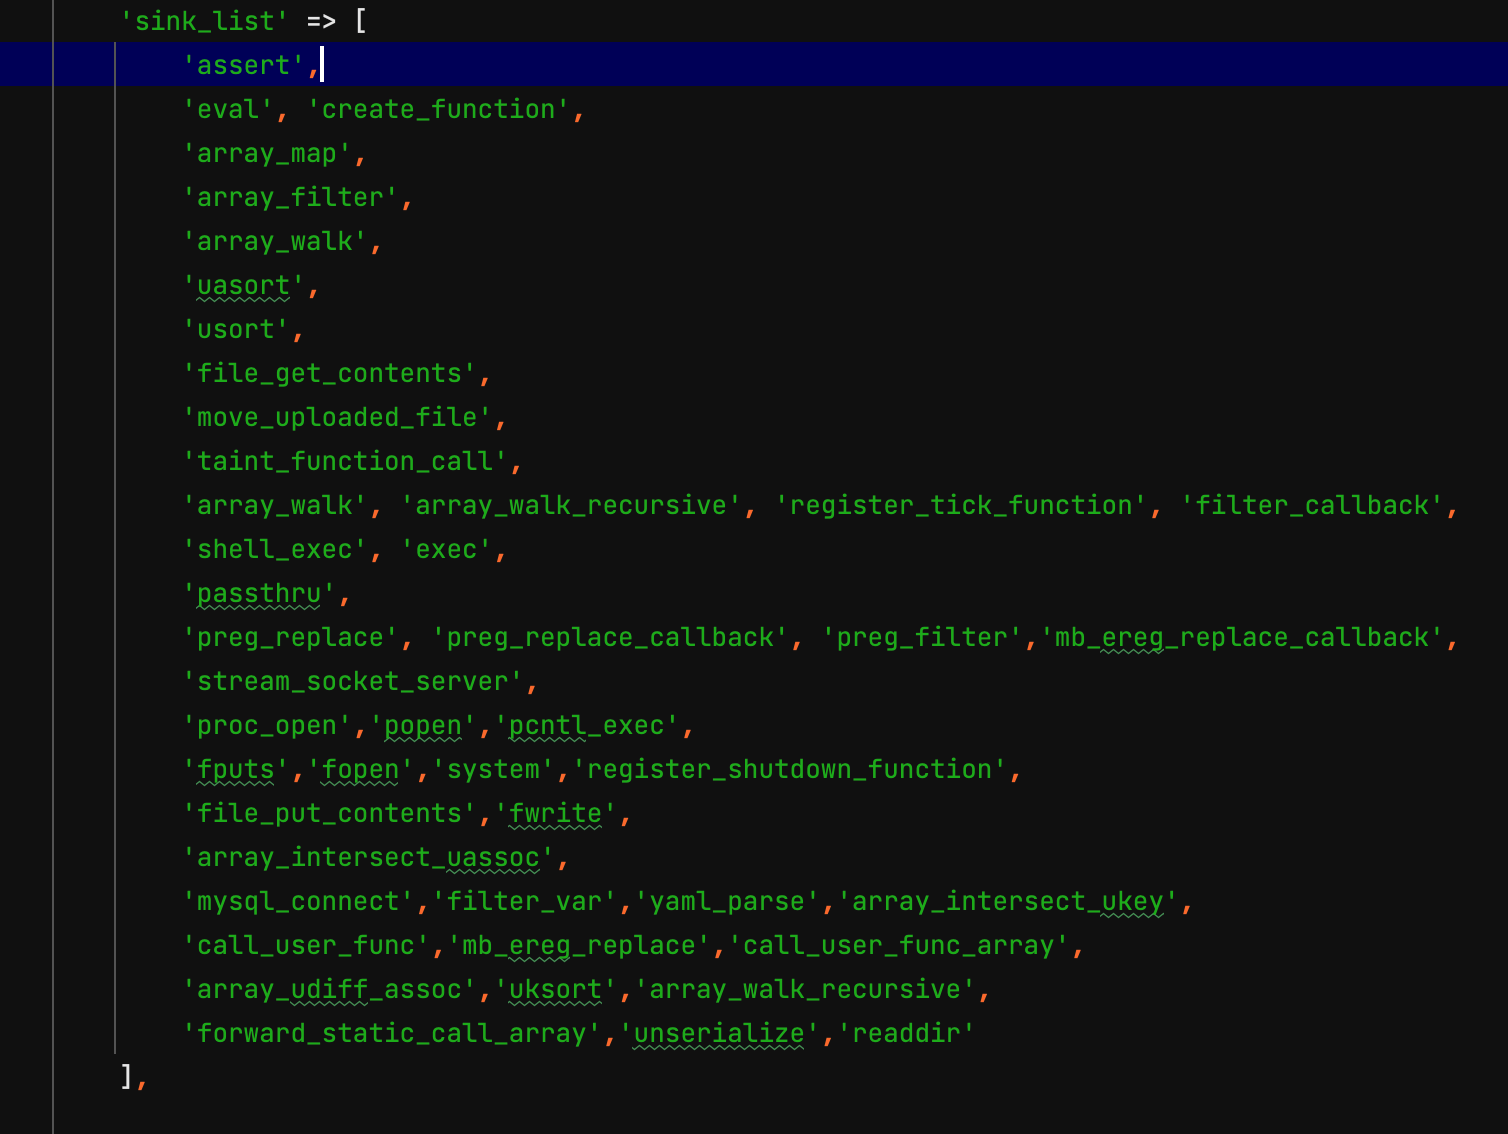 'sink_list' => [
'assert',
'eval', 'create_function',
'array_map',
'array_filter',
'array_walk',
'uasort',
'usort',
'file_get_contents',
'move_uploaded_file',
'taint_function_call',
'array_walk', 'array_walk_recursive', 'register_tick_function', 'filter_callback',
'shell_exec', 'exec',
'passthru',
'preg_replace', 'preg_replace_callback', 'preg_filter','mb_ereg_replace_callback',
'stream_socket_server',
'proc_open','popen','pcntl_exec',
'fputs','fopen','system','register_shutdown_function',
'file_put_contents','fwrite',
'array_intersect_uassoc',
'mysql_connect','filter_var','yaml_parse','array_intersect_ukey',
'call_user_func','mb_ereg_replace','call_user_func_array',
'array_udiff_assoc','uksort','array_walk_recursive',
'forward_static_call_array','unserialize','readdir'
],